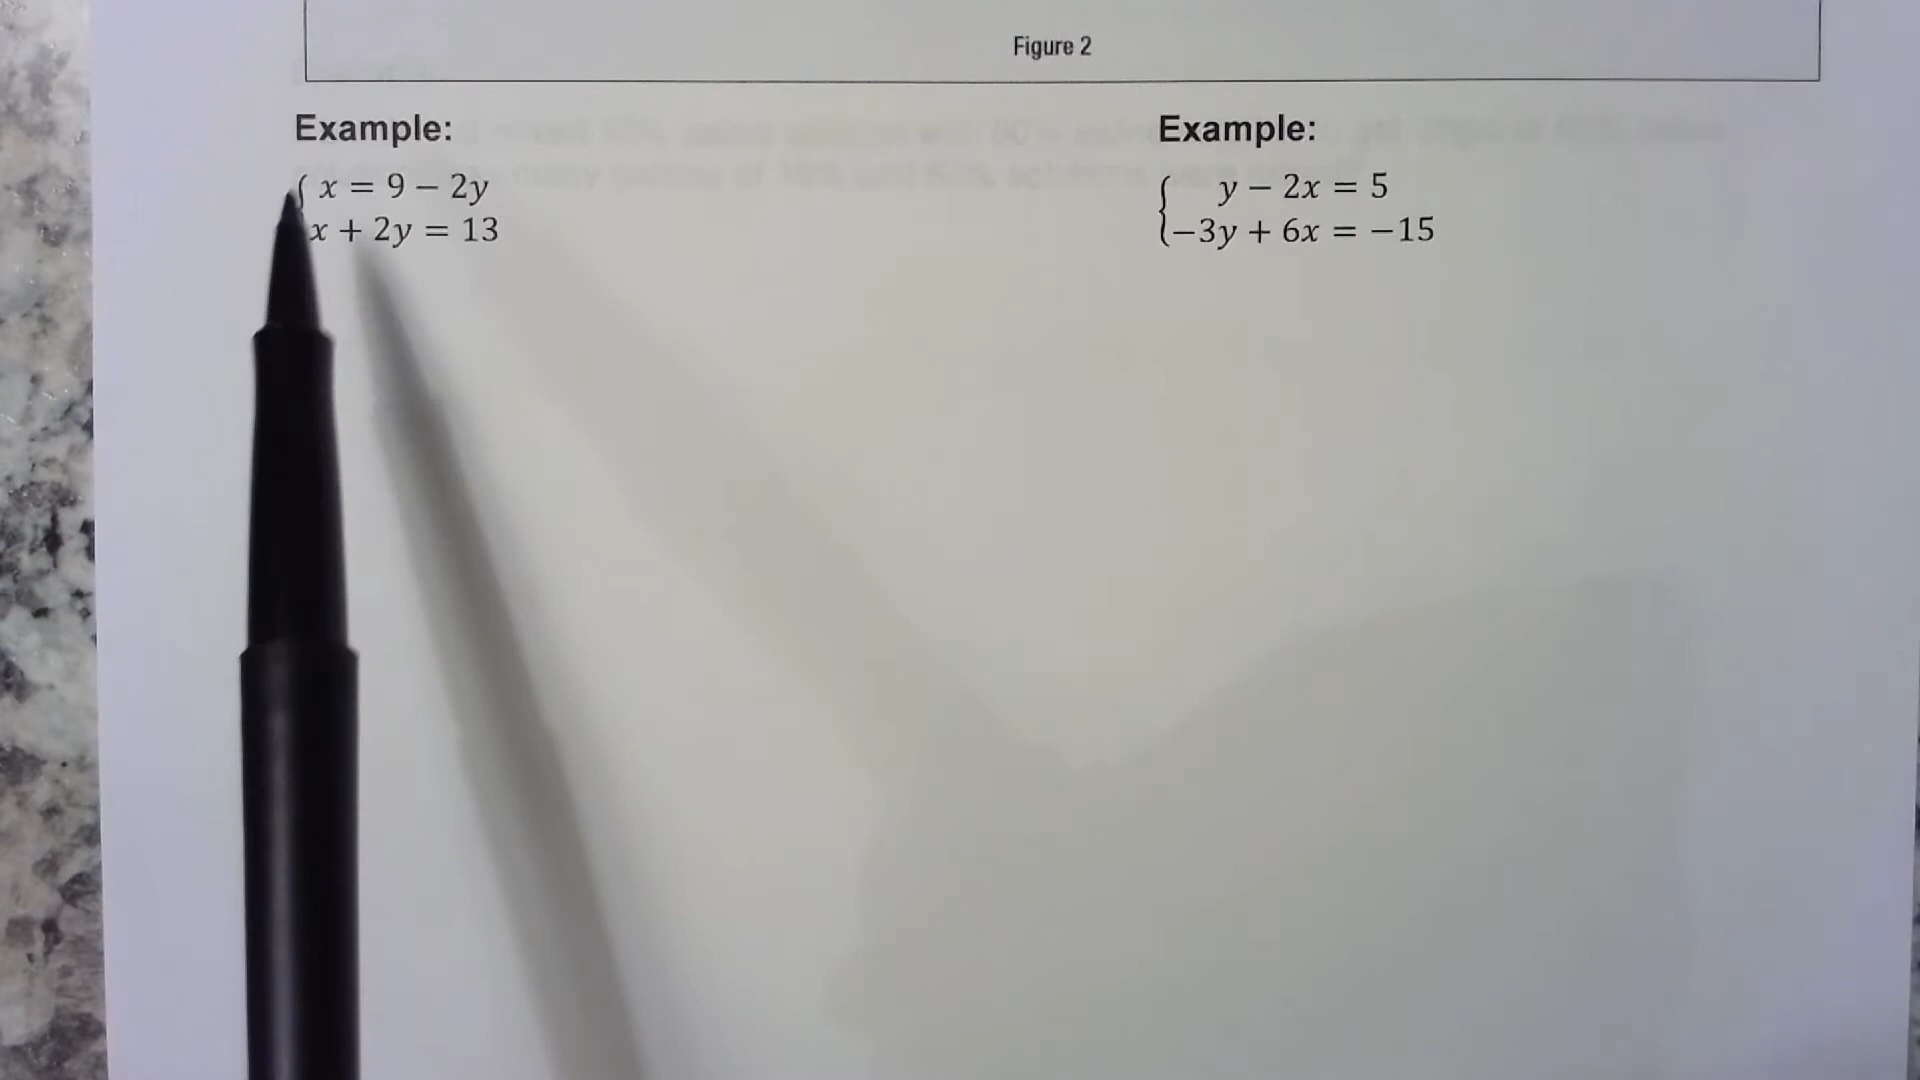 Figure 2
Example:
x = 9 − 2y
x + 2y = 13
Example:
y − 2x = 5
−3y + 6x = −15